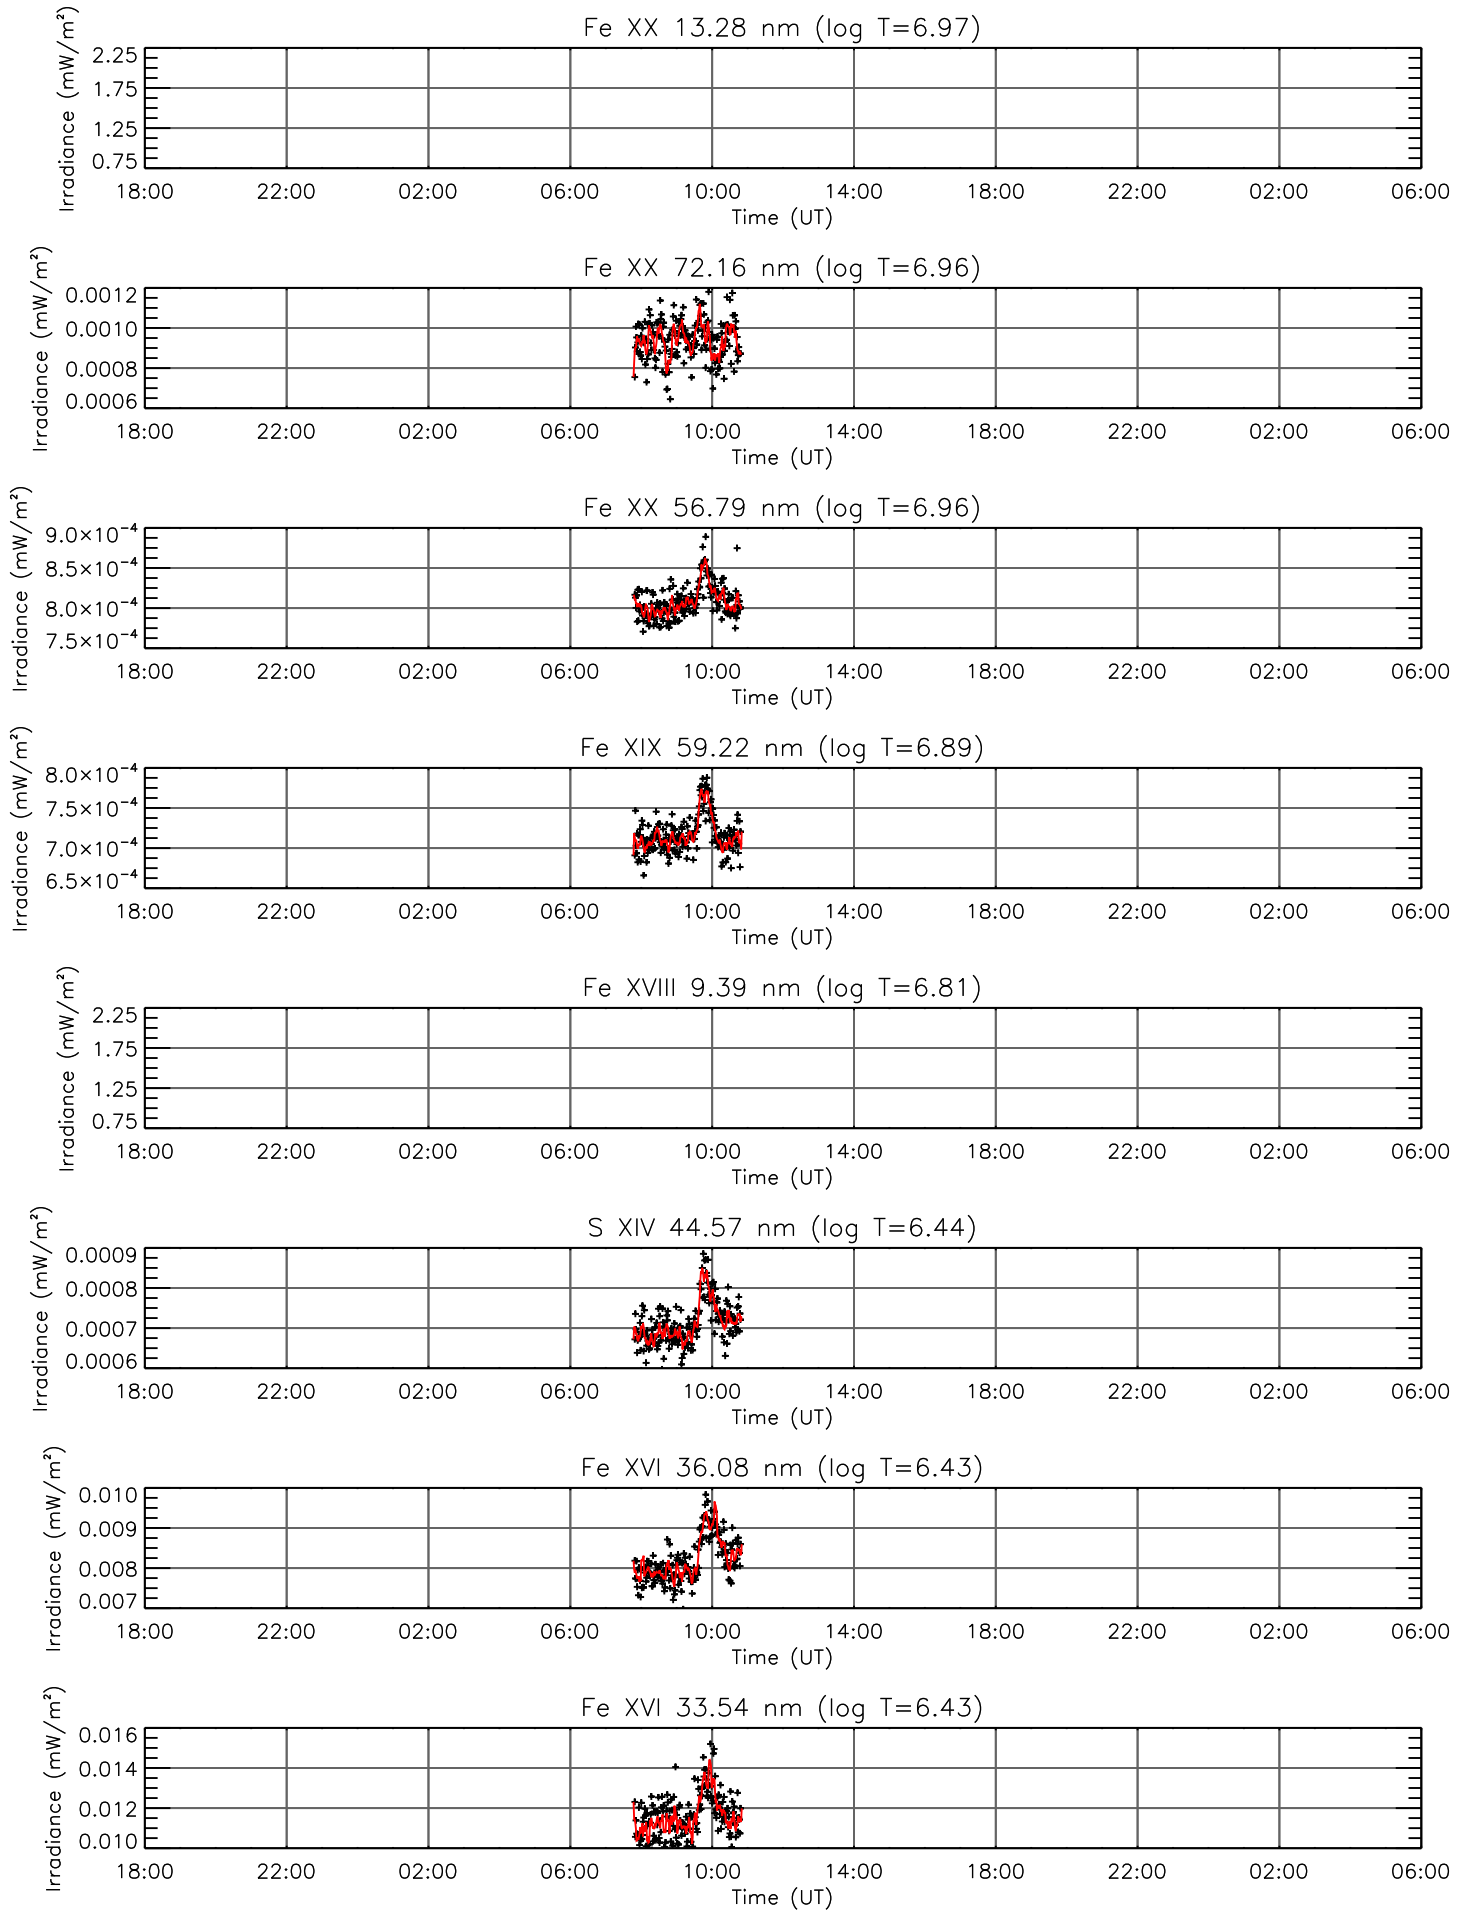 Fe XX 13.28 nm (log T=6.97)
Irradiance (mW/m²)
2.25
1.75
1.25
0.75
18:00 22:00 02:00 06:00 10:00 14:00 18:00 22:00 02:00 06:00
Time (UT)
Fe XX 72.16 nm (log T=6.96)
Irradiance (mW/m²)
0.0012
0.0010
0.0008
0.0006
18:00 22:00 02:00 06:00 10:00 14:00 18:00 22:00 02:00 06:00
Time (UT)
Fe XX 56.79 nm (log T=6.96)
Irradiance (mW/m²)
9.0×10⁻⁴
8.5×10⁻⁴
8.0×10⁻⁴
7.5×10⁻⁴
18:00 22:00 02:00 06:00 10:00 14:00 18:00 22:00 02:00 06:00
Time (UT)
Fe XIX 59.22 nm (log T=6.89)
Irradiance (mW/m²)
8.0×10⁻⁴
7.5×10⁻⁴
7.0×10⁻⁴
6.5×10⁻⁴
18:00 22:00 02:00 06:00 10:00 14:00 18:00 22:00 02:00 06:00
Time (UT)
Fe XVIII 9.39 nm (log T=6.81)
Irradiance (mW/m²)
2.25
1.75
1.25
0.75
18:00 22:00 02:00 06:00 10:00 14:00 18:00 22:00 02:00 06:00
Time (UT)
S XIV 44.57 nm (log T=6.44)
Irradiance (mW/m²)
0.0009
0.0008
0.0007
0.0006
18:00 22:00 02:00 06:00 10:00 14:00 18:00 22:00 02:00 06:00
Time (UT)
Fe XVI 36.08 nm (log T=6.43)
Irradiance (mW/m²)
0.010
0.009
0.008
0.007
18:00 22:00 02:00 06:00 10:00 14:00 18:00 22:00 02:00 06:00
Time (UT)
Fe XVI 33.54 nm (log T=6.43)
Irradiance (mW/m²)
0.016
0.014
0.012
0.010
18:00 22:00 02:00 06:00 10:00 14:00 18:00 22:00 02:00 06:00
Time (UT)